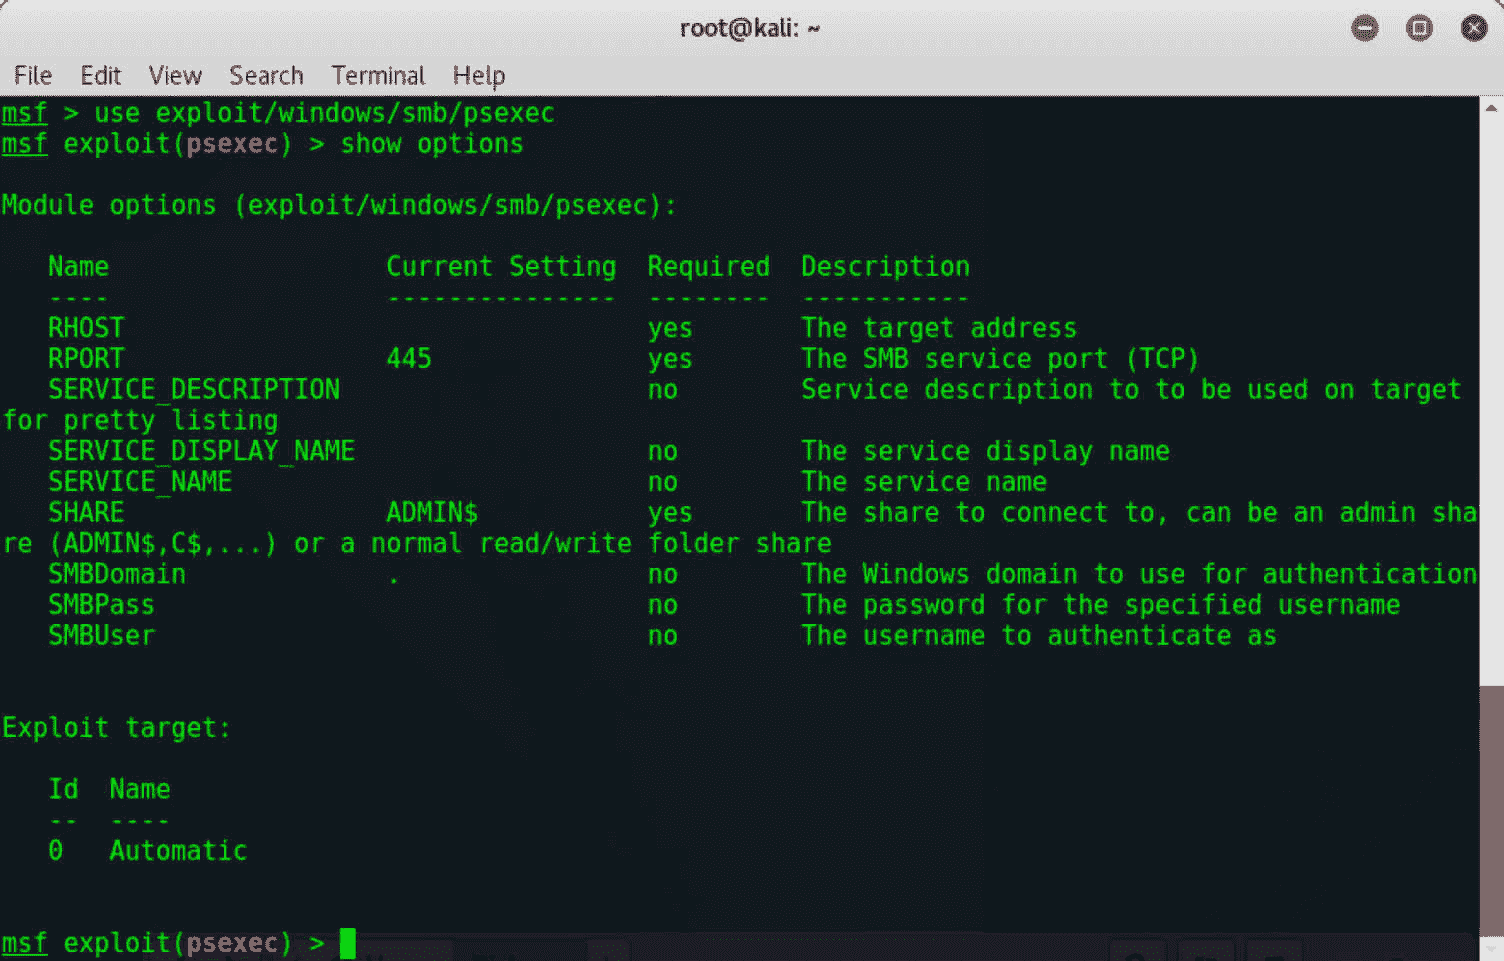 root@kali: ~
File Edit View Search Terminal Help
msf > use exploit/windows/smb/psexec
msf exploit(psexec) > show options
Module options (exploit/windows/smb/psexec):
Name Current Setting Required Description
---- --------------- -------- -----------
RHOST yes The target address
RPORT 445 yes The SMB service port (TCP)
SERVICE_DESCRIPTION no Service description to to be used on target
for pretty listing
SERVICE_DISPLAY_NAME no The service display name
SERVICE_NAME no The service name
SHARE ADMIN$ yes The share to connect to, can be an admin sha
re (ADMIN$,C$,...) or a normal read/write folder share
SMBDomain . no The Windows domain to use for authentication
SMBPass no The password for the specified username
SMBUser no The username to authenticate as
Exploit target:
Id Name
-- ----
0 Automatic
msf exploit(psexec) >